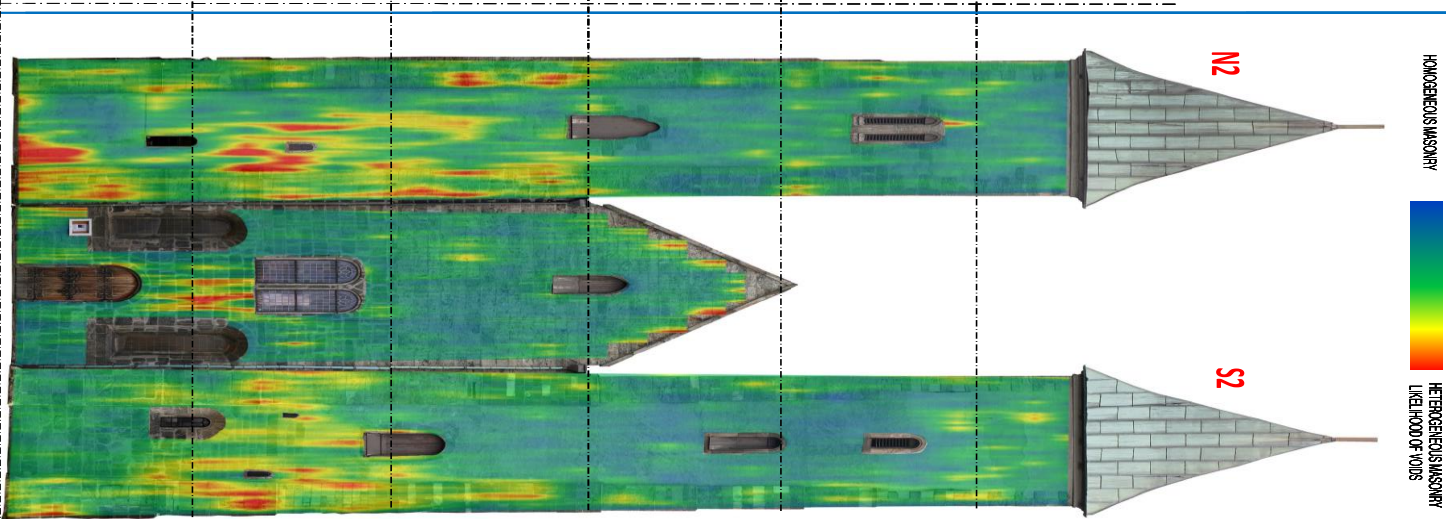 N2
S2
HOMOGENEOUS MASONRY
HETEROGENEOUS MASONRY
LIKELIHOOD OF VOIDS